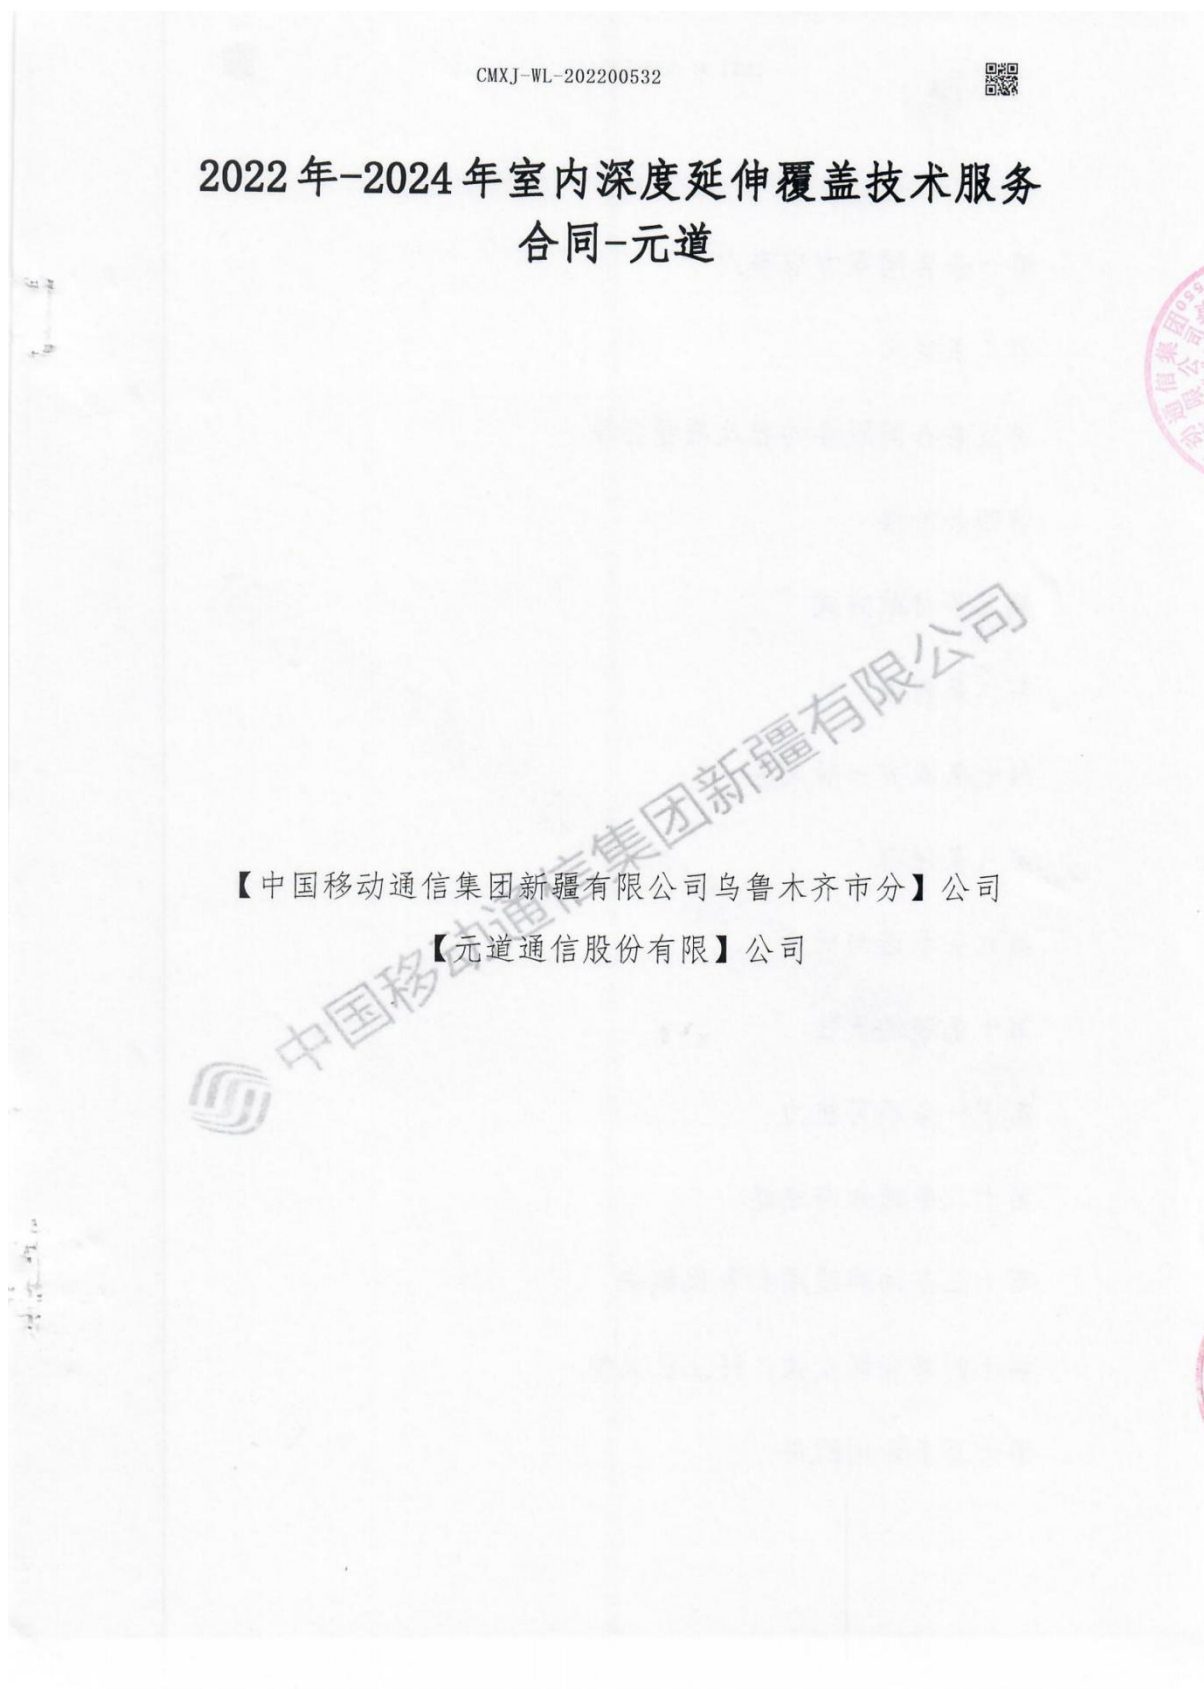 CMXJ-WL-202200532
2022年-2024年室内深度延伸覆盖技术服务
合同-元道
【中国移动通信集团新疆有限公司乌鲁木齐市分】公司
【元道通信股份有限】公司
中国移动通信集团新疆有限公司